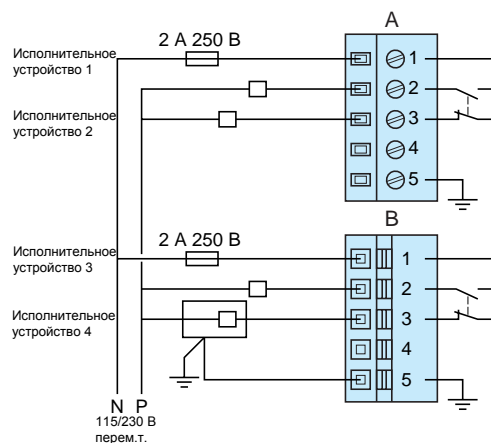 A
2 А 250 В
Исполнительное
устройство 1
1
2
Исполнительное
устройство 2
3
4
5
B
2 А 250 В
Исполнительное
устройство 3
1
2
Исполнительное
устройство 4
3
4
5
N P
115/230 В
перем.т.